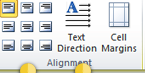 A
Text Cell
Direction Margins
Alignment